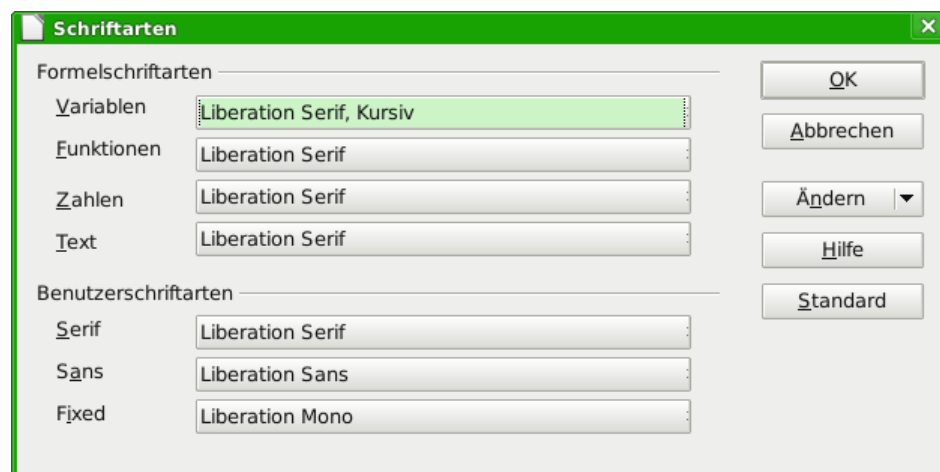 Schriftarten
Formelschriftarten
Variablen Liberation Serif, Kursiv
Funktionen Liberation Serif
Zahlen Liberation Serif
Text Liberation Serif
Benutzerschriftarten
Serif Liberation Serif
Sans Liberation Sans
Fixed Liberation Mono
OK
Abbrechen
Ändern
Hilfe
Standard